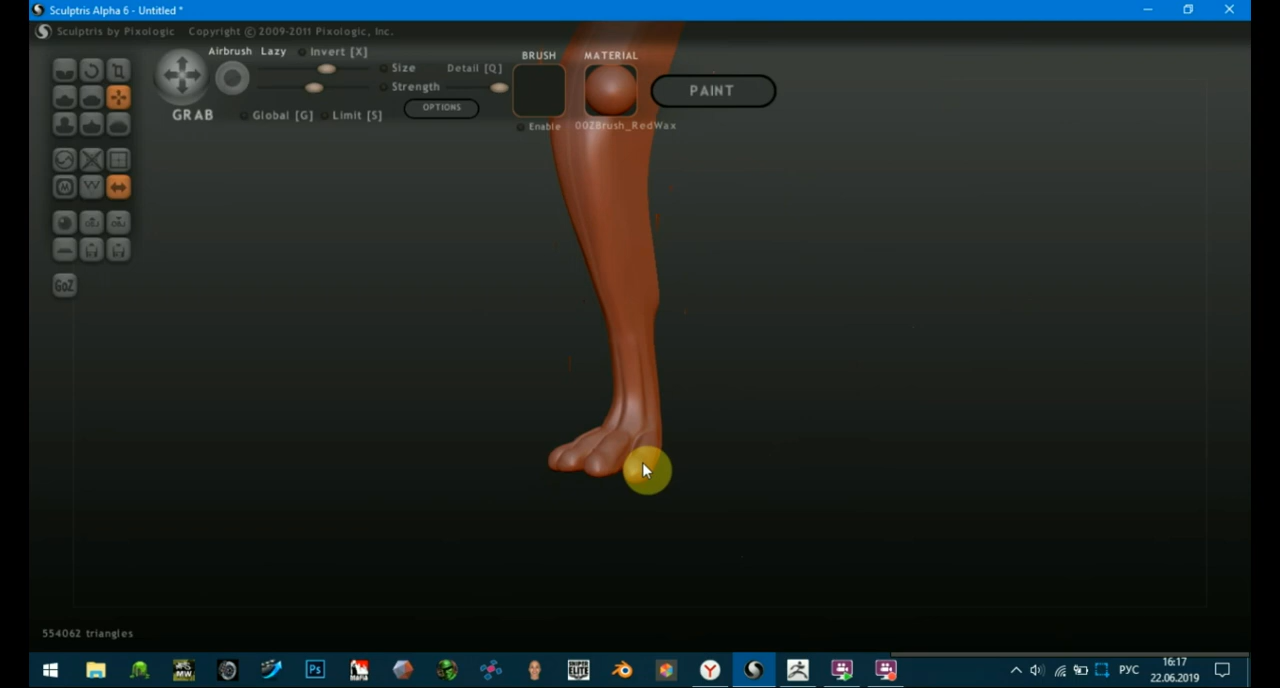 Sculptris Alpha 6 - Untitled *
Sculptris by Pixologic Copyright © 2009-2011 Pixologic, Inc.
Airbrush Lazy Invert [X]
BRUSH MATERIAL
Size Detail [Q]
Strength
PAINT
OPTIONS
GRAB Global [G] Limit [S]
Enable 00ZBrush_RedWax
GoZ
554062 triangles
Ps
РУС
16:17
22.06.2019